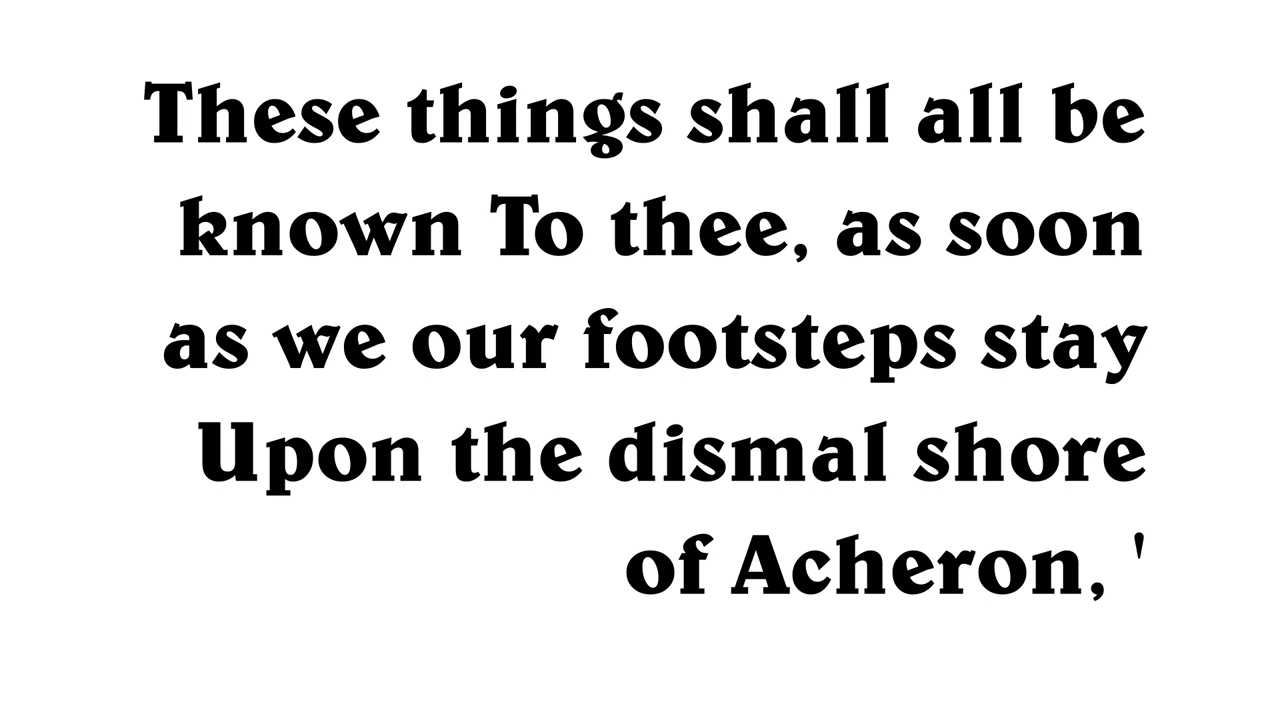 These things shall all be
known To thee, as soon
as we our footsteps stay
Upon the dismal shore
of Acheron, '